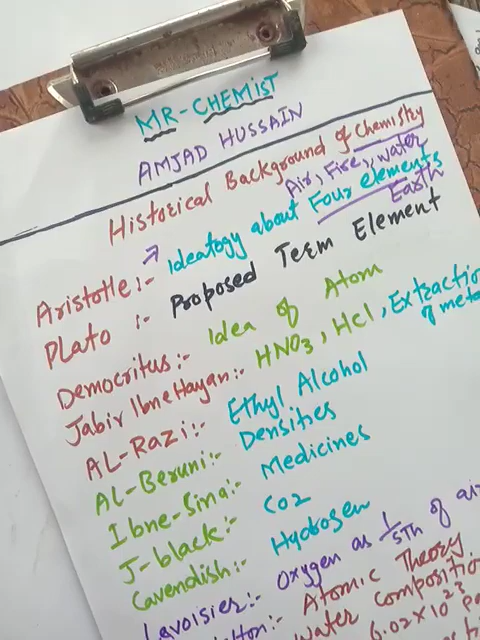 MR-CHEMIST
AMJAD HUSSAIN
Historical Background of Chemistry
Air, Fire, water
Earth
Aristotle:- → Ideatogy about Four elements
Plato :- Proposed Term Element
Democritus:- Idea of Atom
Jabir Ibne Hayan:- HNO3, HCl, Extraction
of
AL-Razi:- Ethyl Alcohol
AL-Beruni:- Densities
Ibne-Sina:- Medicines
J-black:- CO2
Cavendish:- Hydrogen
Lavoisier:- Oxygen as 1/5th of
Atomic Theory
Water
6.02×10²³